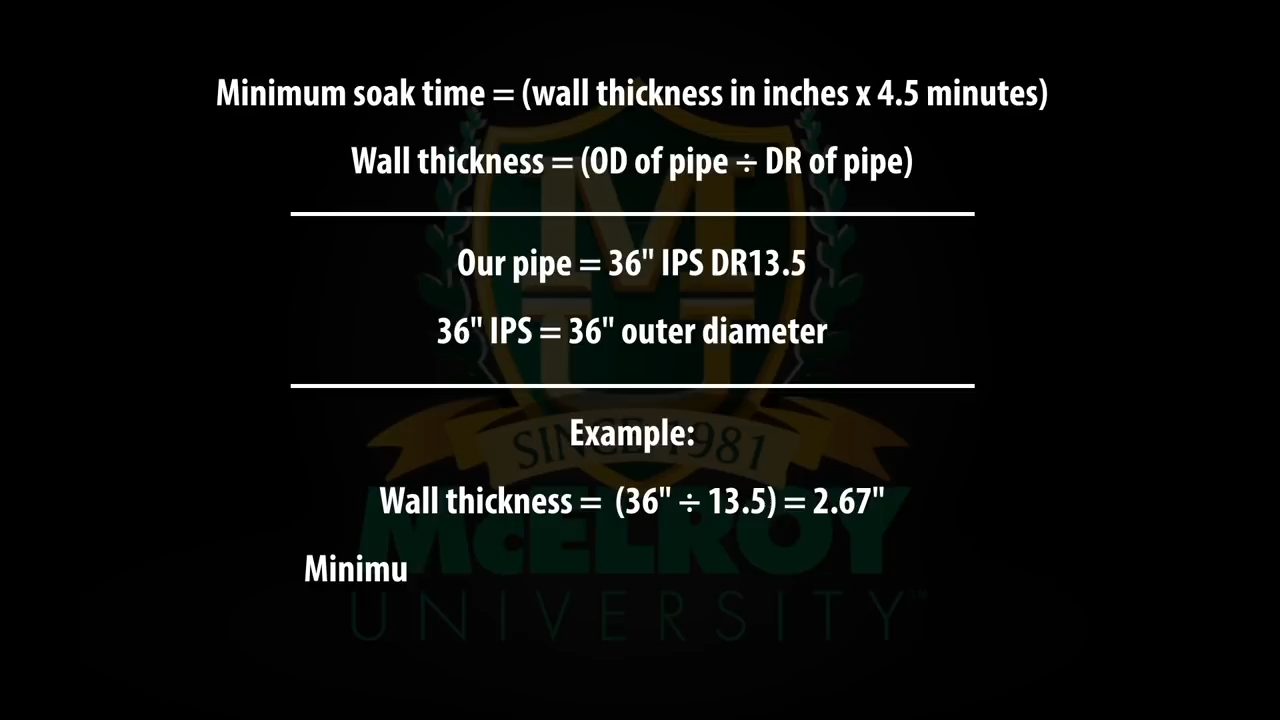 Minimum soak time = (wall thickness in inches x 4.5 minutes)
Wall thickness = (OD of pipe ÷ DR of pipe)
Our pipe = 36" IPS DR13.5
36" IPS = 36" outer diameter
Example:
SINCE 1981
Wall thickness = (36" ÷ 13.5) = 2.67"
McELROY
Minimu
UNIVERSITY